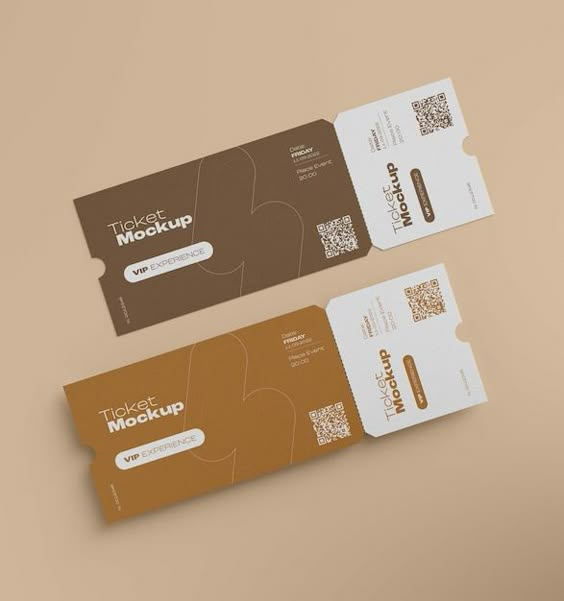 Ticket
Mockup
VIP EXPERIENCE
Date:
FRIDAY
Place Event
20:00
Date:
FRIDAY
Place Event
20:00
Ticket
Mockup
VIP EXPERIENCE
Ticket
Mockup
VIP EXPERIENCE
Date:
FRIDAY
Place Event
20:00
Date:
FRIDAY
Place Event
20:00
Ticket
Mockup
VIP EXPERIENCE